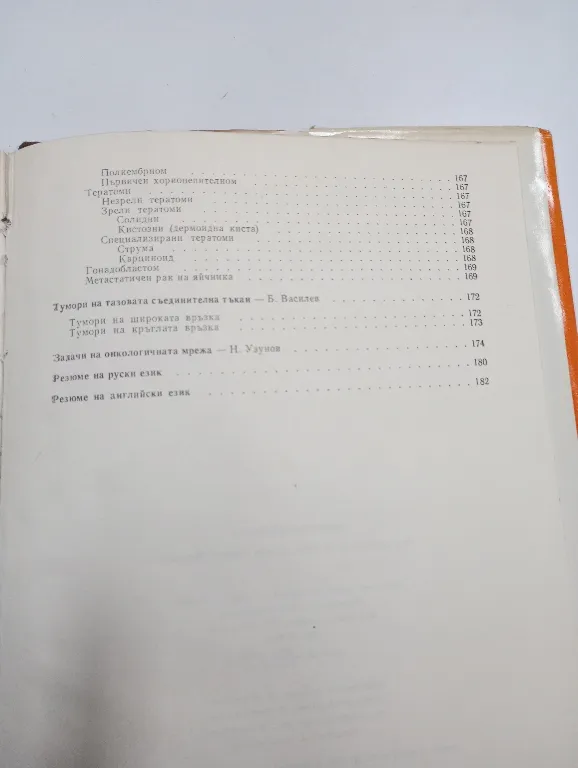 Полиембриом . . . 167
Първичен хорионепителиом . . . 167
Тератоми . . . 167
Незрели тератоми . . . 167
Зрели тератоми . . . 167
Солидни . . . 167
Кистозни (дермоидна киста) . . . 168
Специализирани тератоми . . . 168
Струма . . . 168
Карциноид . . . 168
Гонадобластом . . . 169
Метастатичен рак на яйчника . . . 169
Тумори на тазовата съединителна тъкан — Б. Василев . . . 172
Тумори на широката връзка . . . 172
Тумори на кръглата връзка . . . 173
Задачи на онкологичната мрежа — Н. Узунов . . . 174
Резюме на руски език . . . 180
Резюме на английски език . . . 182